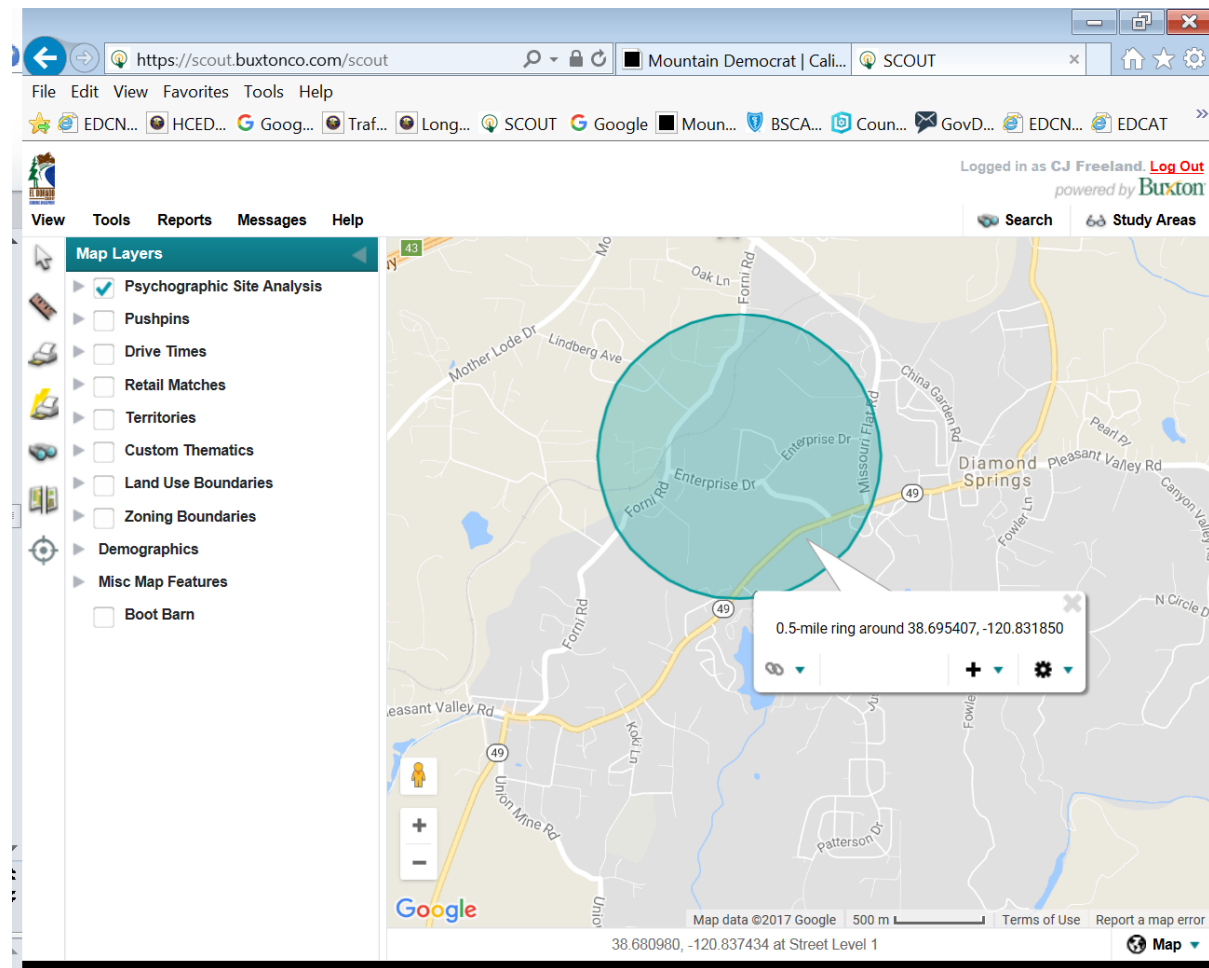 https://scout.buxtonco.com/scout
Mountain Democrat | Cali...
SCOUT
File Edit View Favorites Tools Help
EDCN... HCED... Goog... Traf... Long... SCOUT Google Moun... BSCA... Coun... GovD... EDCN... EDCAT
EL DORADO
Logged in as CJ Freeland. Log Out
powered by Buxton
View Tools Reports Messages Help
Search Study Areas
Map Layers
Psychographic Site Analysis
Pushpins
Drive Times
Retail Matches
Territories
Custom Thematics
Land Use Boundaries
Zoning Boundaries
Demographics
Misc Map Features
Boot Barn
43
Oak Ln
Forni Rd
Mother Lode Dr
Lindberg Ave
China Garden Rd
Missouri Flat Rd
Enterprise Dr
Enterprise Dr
Forni Rd
Pearl Pl
Diamond Springs
Pleasant Valley Rd
49
Fowler Ln
N Circle D
49
0.5-mile ring around 38.695407, -120.831850
Forni Rd
easant Valley Rd
Koki Ln
Fowle
49
Union Mine Rd
Patterson Dr
Union
Google
Map data ©2017 Google 500 m Terms of Use Report a map error
38.680980, -120.837434 at Street Level 1
Map